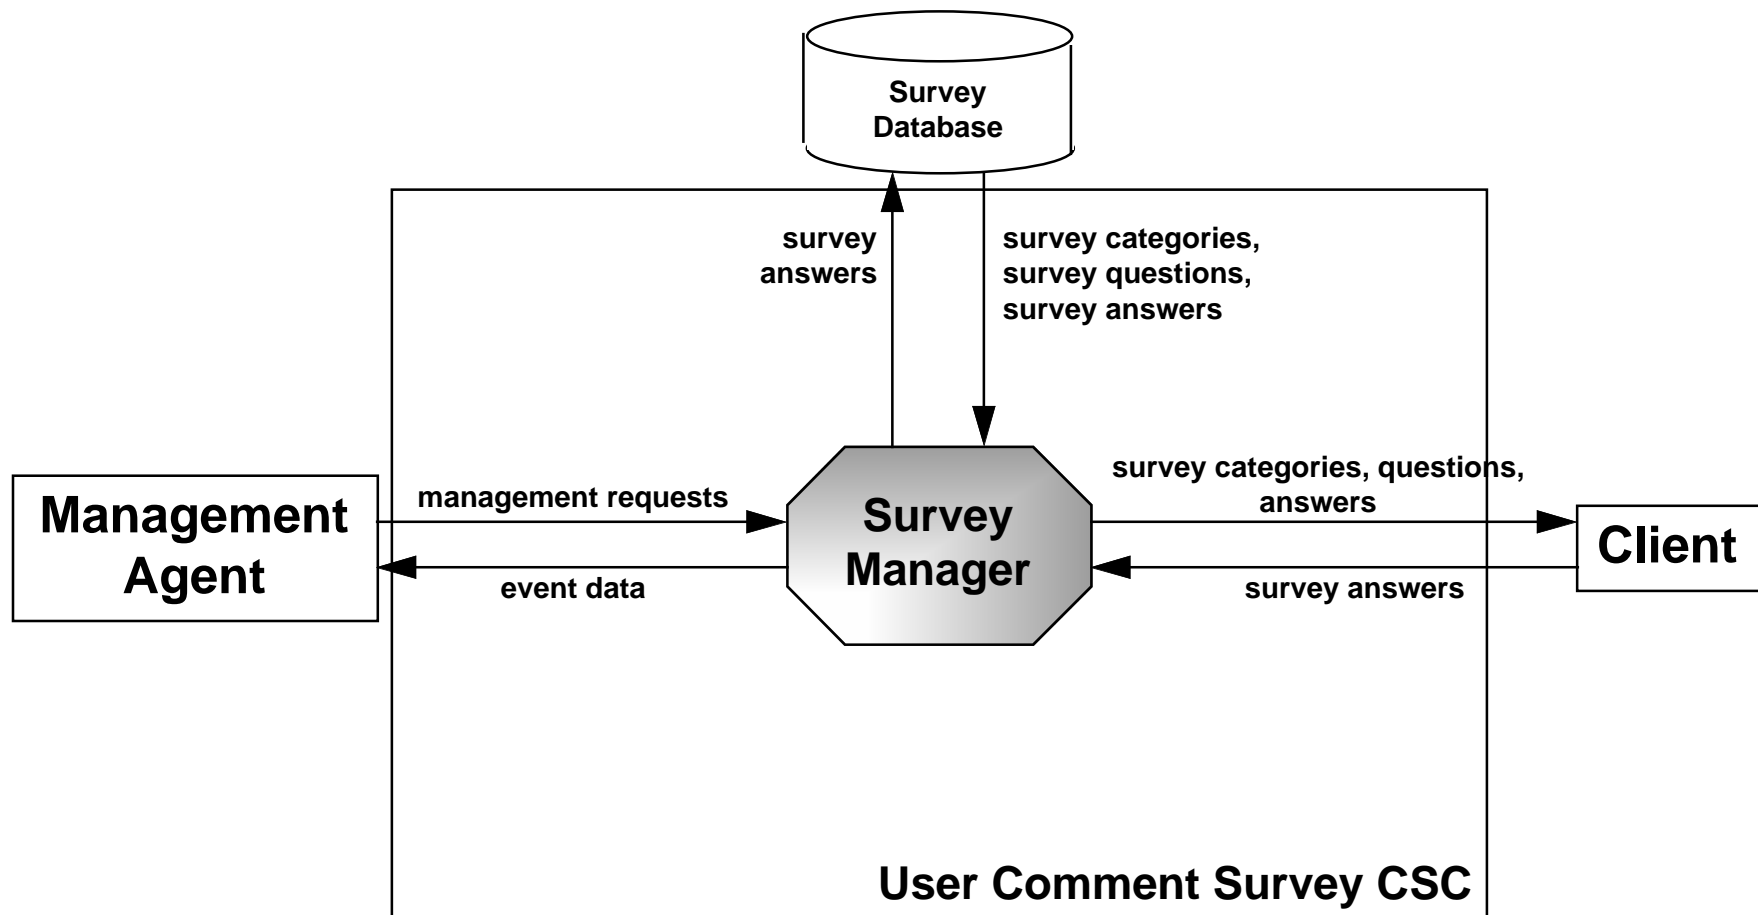 Survey
Database
survey
answers
survey categories,
survey questions,
survey answers
Management
Agent
management requests
event data
Survey
Manager
survey categories, questions,
answers
survey answers
Client
User Comment Survey CSC